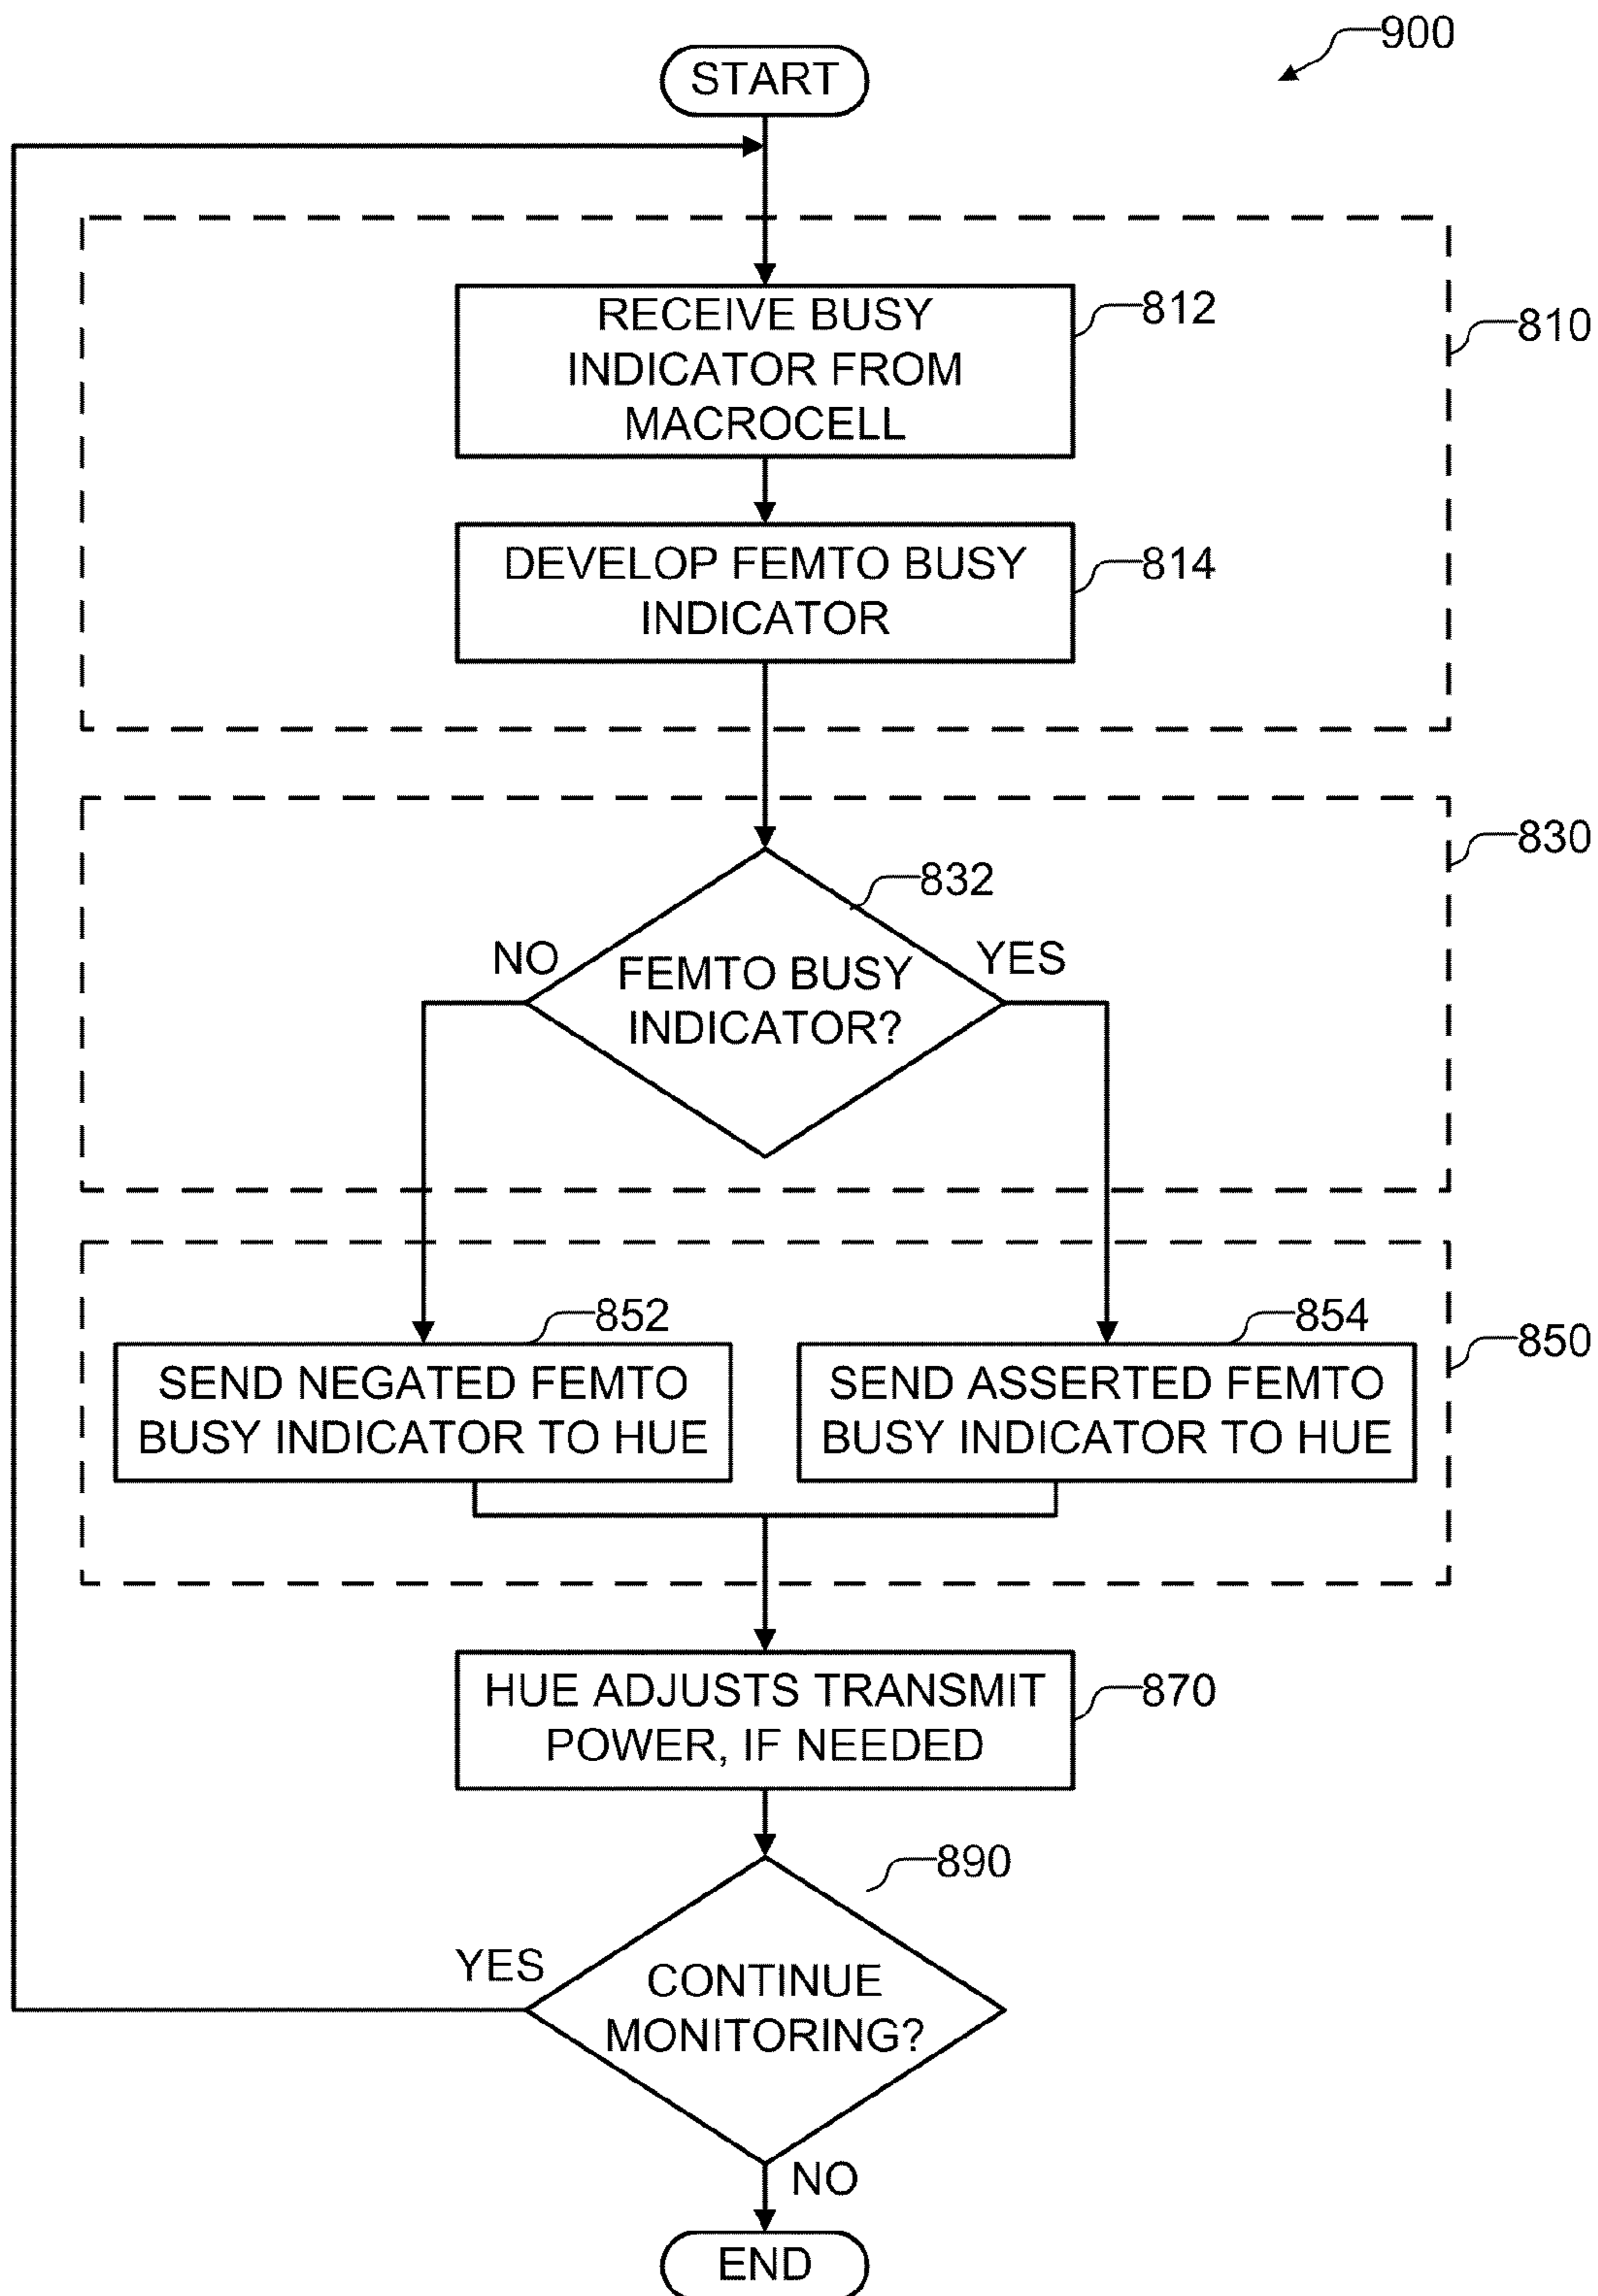 900
START
RECEIVE BUSY
INDICATOR FROM
MACROCELL
812
810
DEVELOP FEMTO BUSY
INDICATOR
814
830
832
NO
YES
FEMTO BUSY
INDICATOR?
852
854
850
SEND NEGATED FEMTO
BUSY INDICATOR TO HUE
SEND ASSERTED FEMTO
BUSY INDICATOR TO HUE
HUE ADJUSTS TRANSMIT
POWER, IF NEEDED
870
890
YES
CONTINUE
MONITORING?
NO
END